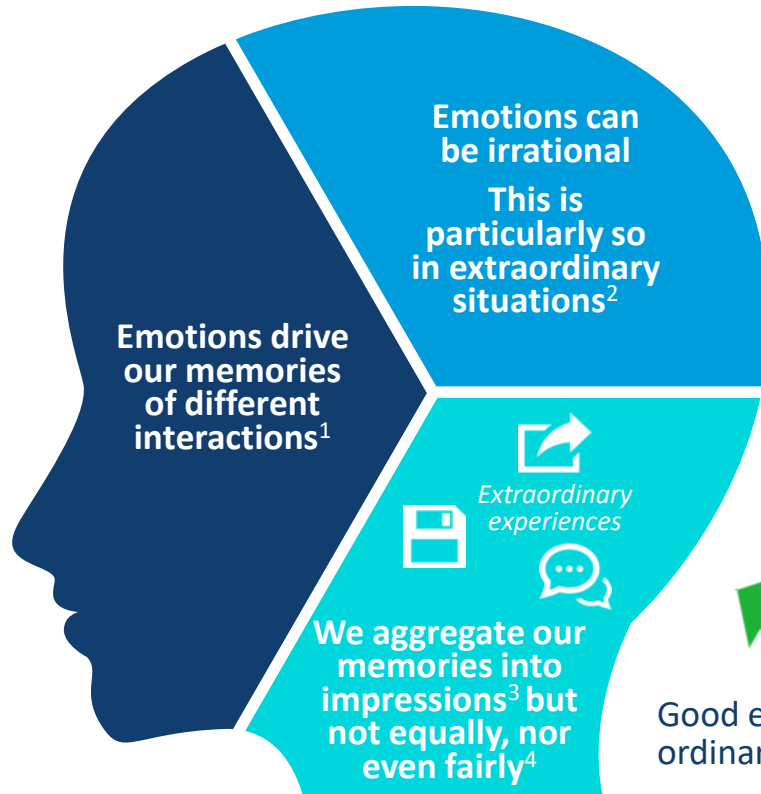 Emotions can
be irrational
This is
particularly so
in extraordinary
situations²
Emotions drive
our memories
of different
interactions¹
Extraordinary
experiences
We aggregate our
memories into
impressions³ but
not equally, nor
even fairly⁴
Good e
ordinar